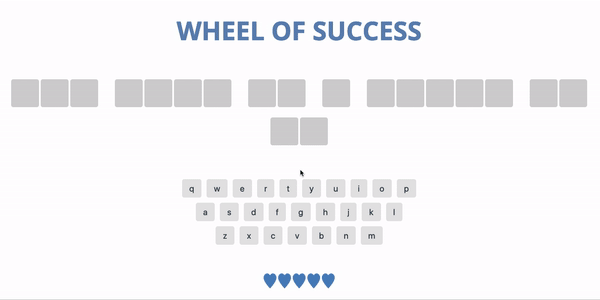 WHEEL OF SUCCESS
q w e r t y u i o p
a s d f g h j k l
z x c v b n m